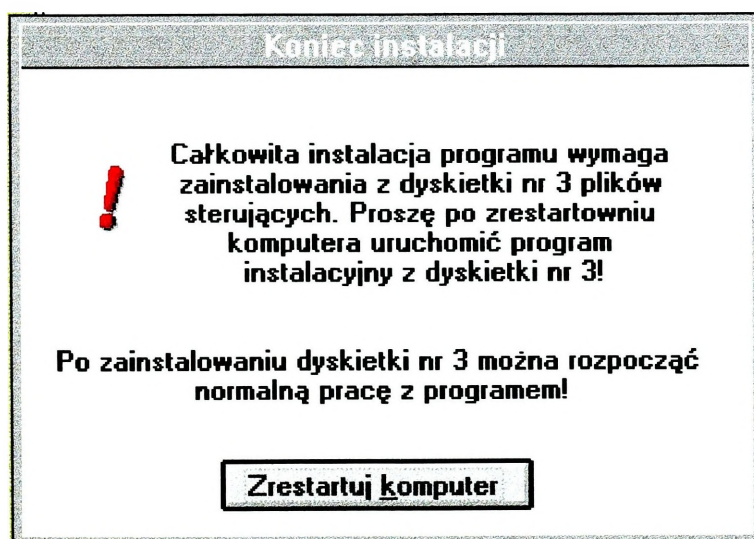 Koniec instalacji
Całkowita instalacja programu wymaga
zainstalowania z dyskietki nr 3 plików
sterujących. Proszę po zrestartowniu
komputera uruchomić program
instalacyjny z dyskietki nr 3!
Po zainstalowaniu dyskietki nr 3 można rozpocząć
normalną pracę z programem!
Zrestartuj komputer